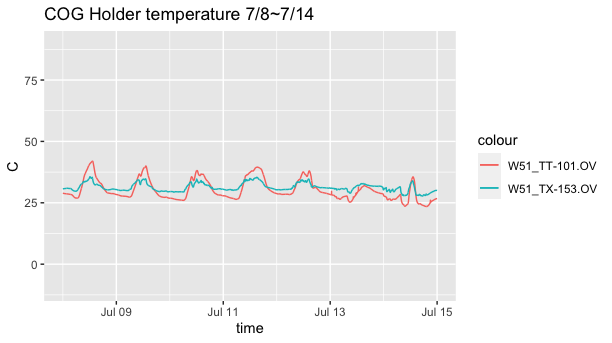 COG Holder temperature 7/8~7/14
75
50
25
0
C
Jul 09
Jul 11
Jul 13
Jul 15
time
colour
W51_TT-101.OV
W51_TX-153.OV